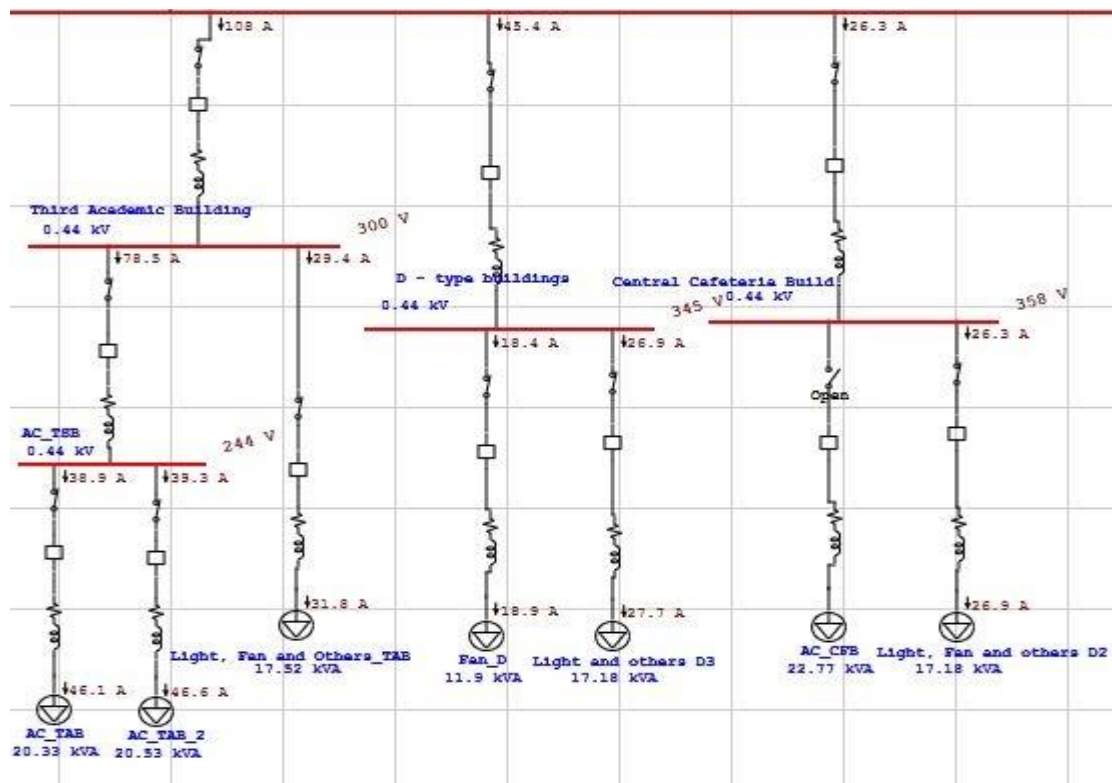 ↓108 A
↓45.4 A
↓26.3 A
Third Academic Building
0.44 kV
300 V
↓78.5 A
↓29.4 A
D - type buildings
0.44 kV
345 V
Central Cafeteria Build
0.44 kV
358 V
↓18.4 A
↓26.9 A
↓26.3 A
Open
AC_TSB
0.44 kV
244 V
↓38.9 A
↓39.3 A
↓31.8 A
↓18.9 A
↓27.7 A
↓26.9 A
Light, Fan and Others_TAB
17.52 kVA
Fan_D
11.9 kVA
Light and others D3
17.18 kVA
AC_CFB
22.77 kVA
Light, Fan and others D2
17.18 kVA
↓46.1 A
↓46.6 A
AC_TAB
20.33 kVA
AC_TAB_2
20.53 kVA